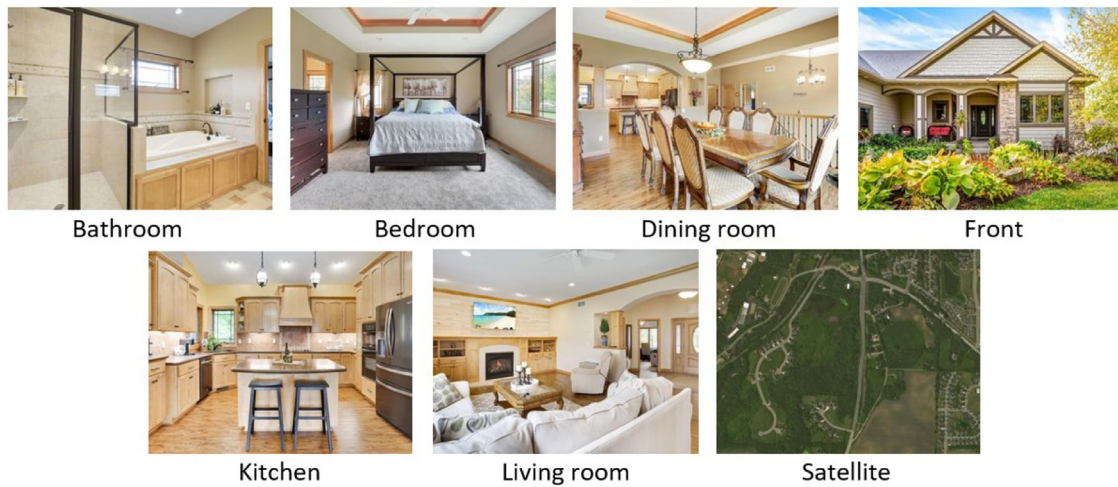 Bathroom
Bedroom
Dining room
Front
Kitchen
Living room
Satellite